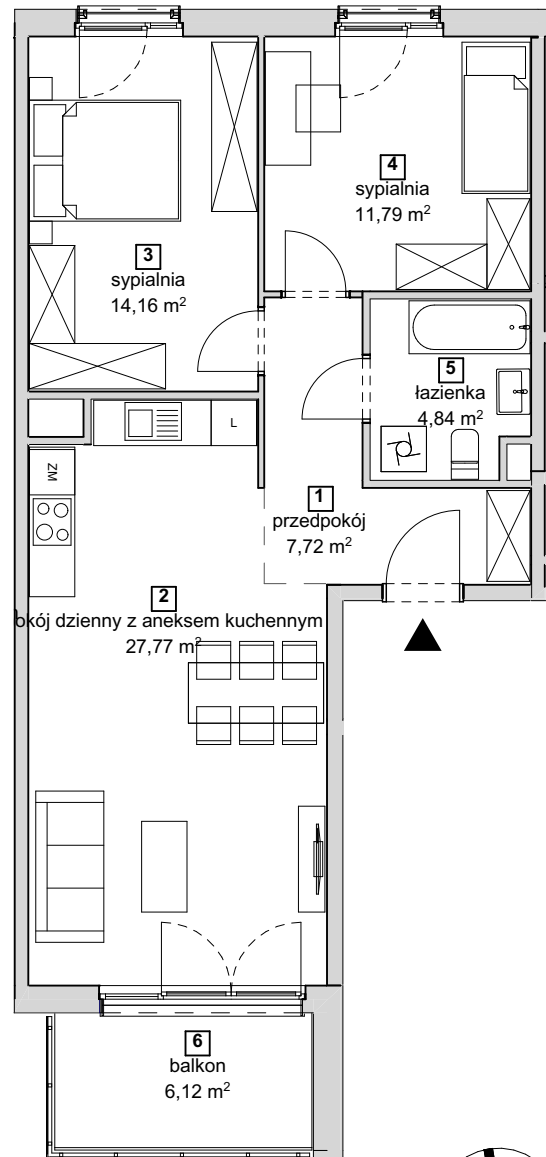 4
sypialnia
11,79 m²
3
sypialnia
14,16 m²
5
łazienka
4,84 m²
L
ZM
1
przedpokój
7,72 m²
2
okój dzienny z aneksem kuchennym
27,77 m²
6
balkon
6,12 m²